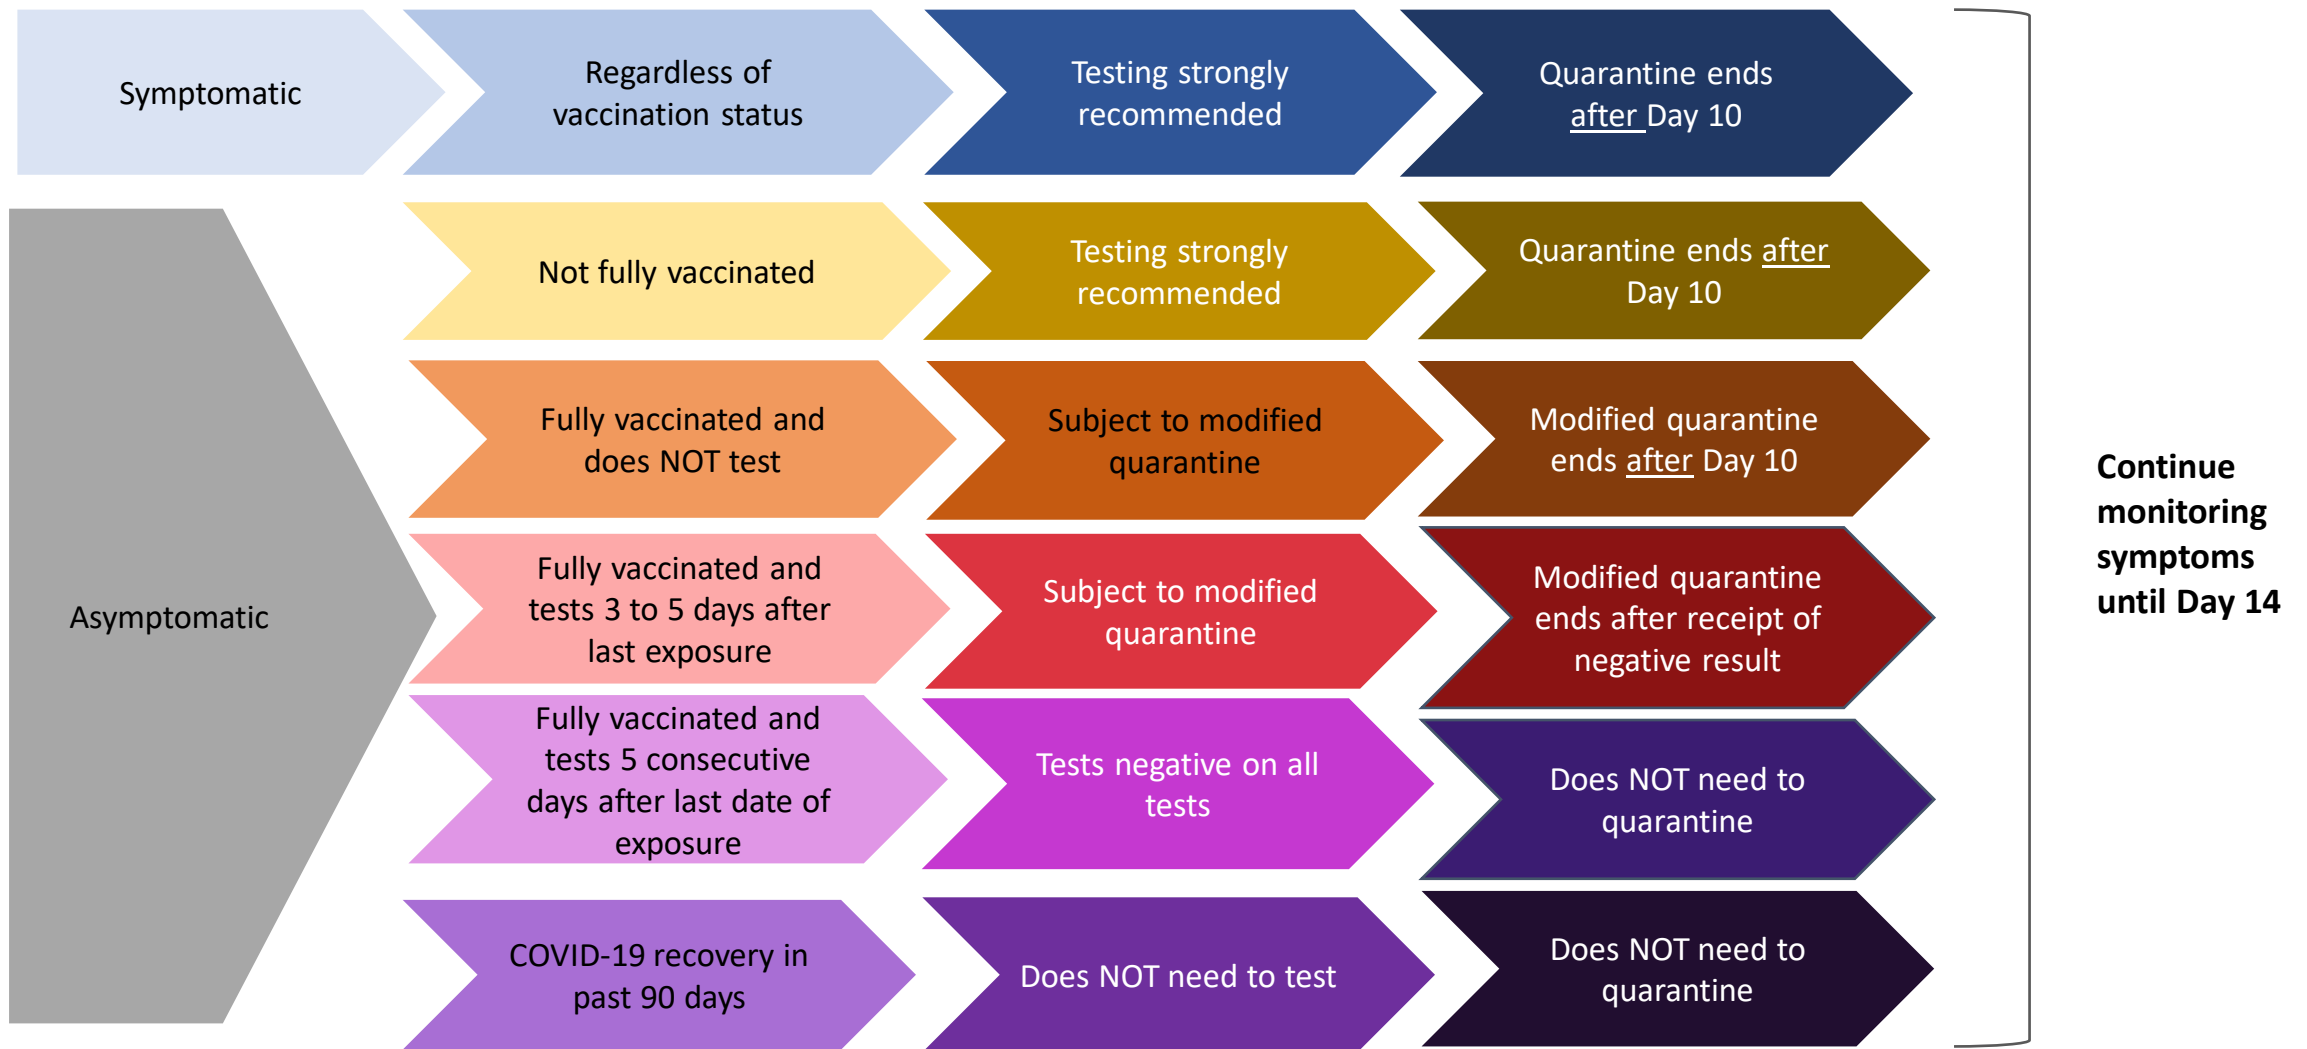 Symptomatic
Regardless of
vaccination status
Testing strongly
recommended
Quarantine ends
after Day 10
Asymptomatic
Not fully vaccinated
Testing strongly
recommended
Quarantine ends after
Day 10
Fully vaccinated and
does NOT test
Subject to modified
quarantine
Modified quarantine
ends after Day 10
Fully vaccinated and
tests 3 to 5 days after
last exposure
Subject to modified
quarantine
Modified quarantine
ends after receipt of
negative result
Fully vaccinated and
tests 5 consecutive
days after last date of
exposure
Tests negative on all
tests
Does NOT need to
quarantine
COVID-19 recovery in
past 90 days
Does NOT need to test
Does NOT need to
quarantine
Continue
monitoring
symptoms
until Day 14